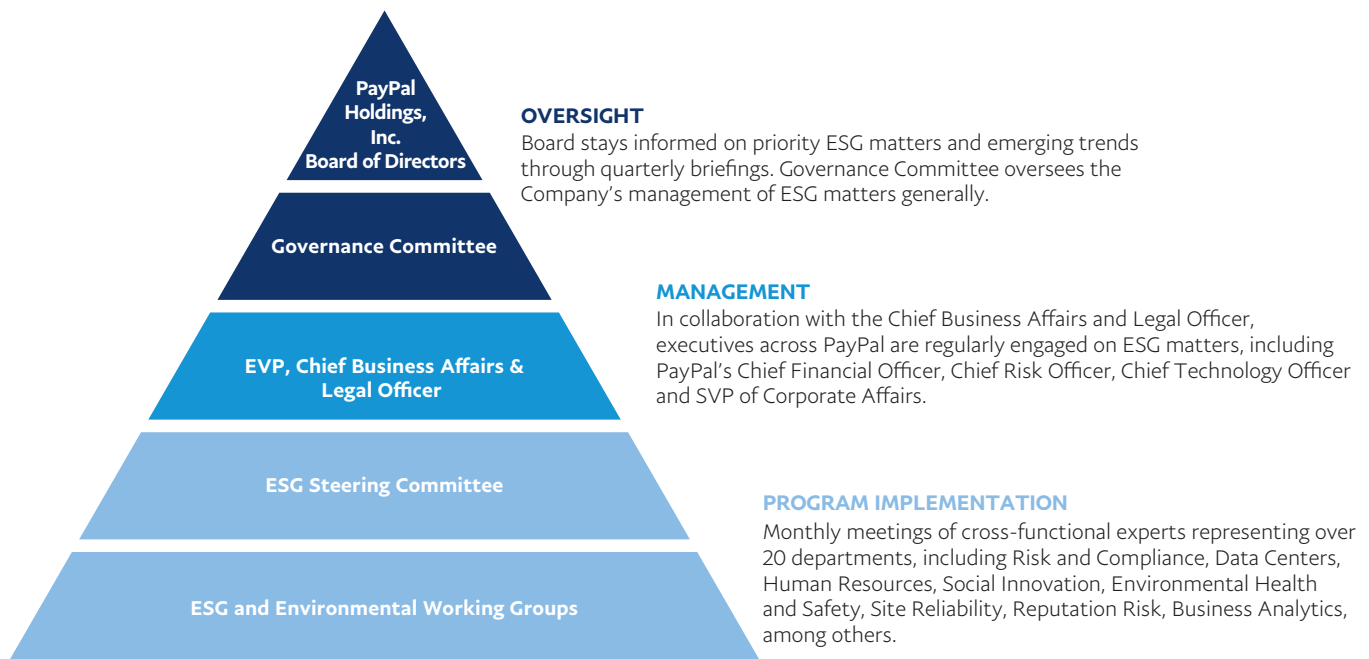 PayPal
Holdings,
Inc.
Board of Directors
OVERSIGHT
Board stays informed on priority ESG matters and emerging trends
through quarterly briefings. Governance Committee oversees the
Company’s management of ESG matters generally.
Governance Committee
MANAGEMENT
In collaboration with the Chief Business Affairs and Legal Officer,
executives across PayPal are regularly engaged on ESG matters, including
PayPal’s Chief Financial Officer, Chief Risk Officer, Chief Technology Officer
and SVP of Corporate Affairs.
EVP, Chief Business Affairs &
Legal Officer
ESG Steering Committee
PROGRAM IMPLEMENTATION
Monthly meetings of cross-functional experts representing over
20 departments, including Risk and Compliance, Data Centers,
Human Resources, Social Innovation, Environmental Health
and Safety, Site Reliability, Reputation Risk, Business Analytics,
among others.
ESG and Environmental Working Groups